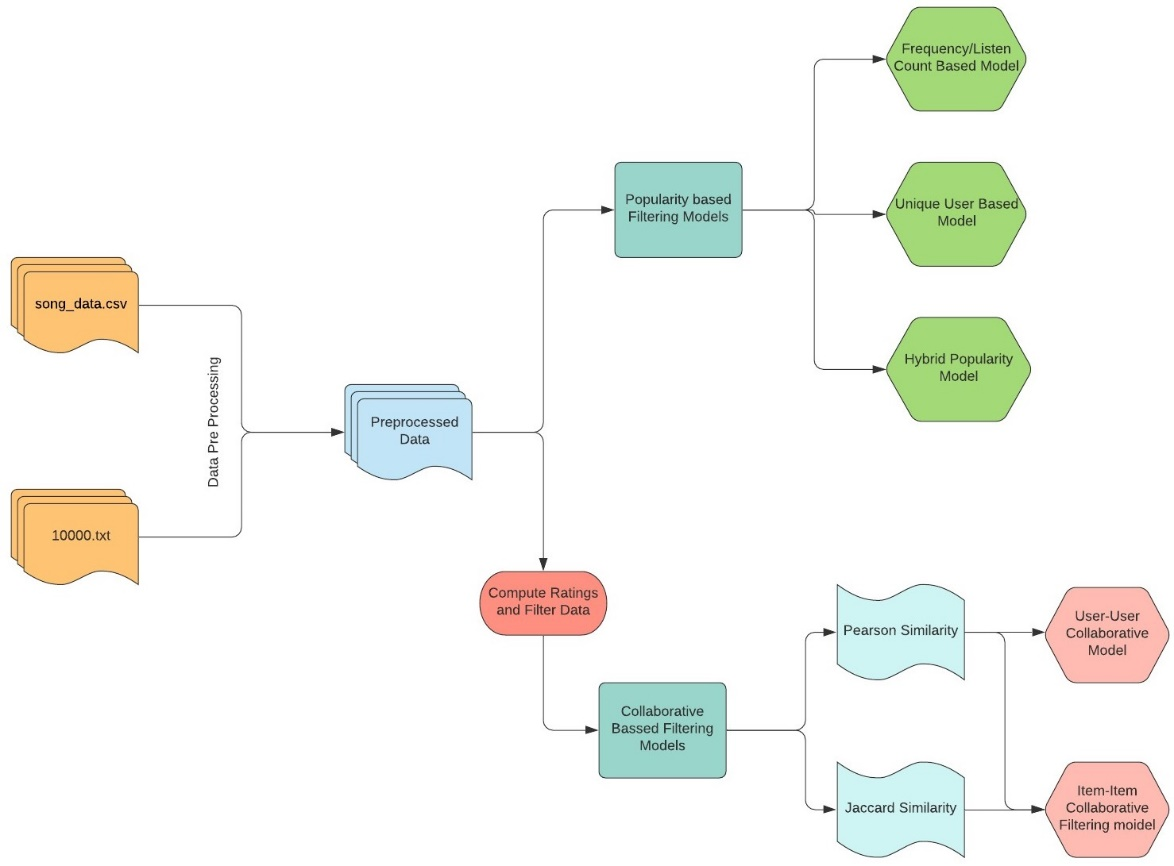 song_data.csv
10000.txt
Data Pre Processing
Preprocessed
Data
Popularity based
Filtering Models
Frequency/Listen
Count Based Model
Unique User Based
Model
Hybrid Popularity
Model
Compute Ratings
and Filter Data
Collaborative
Bassed Filtering
Models
Pearson Similarity
Jaccard Similarity
User-User
Collaborative
Model
Item-Item
Collaborative
Filtering moidel